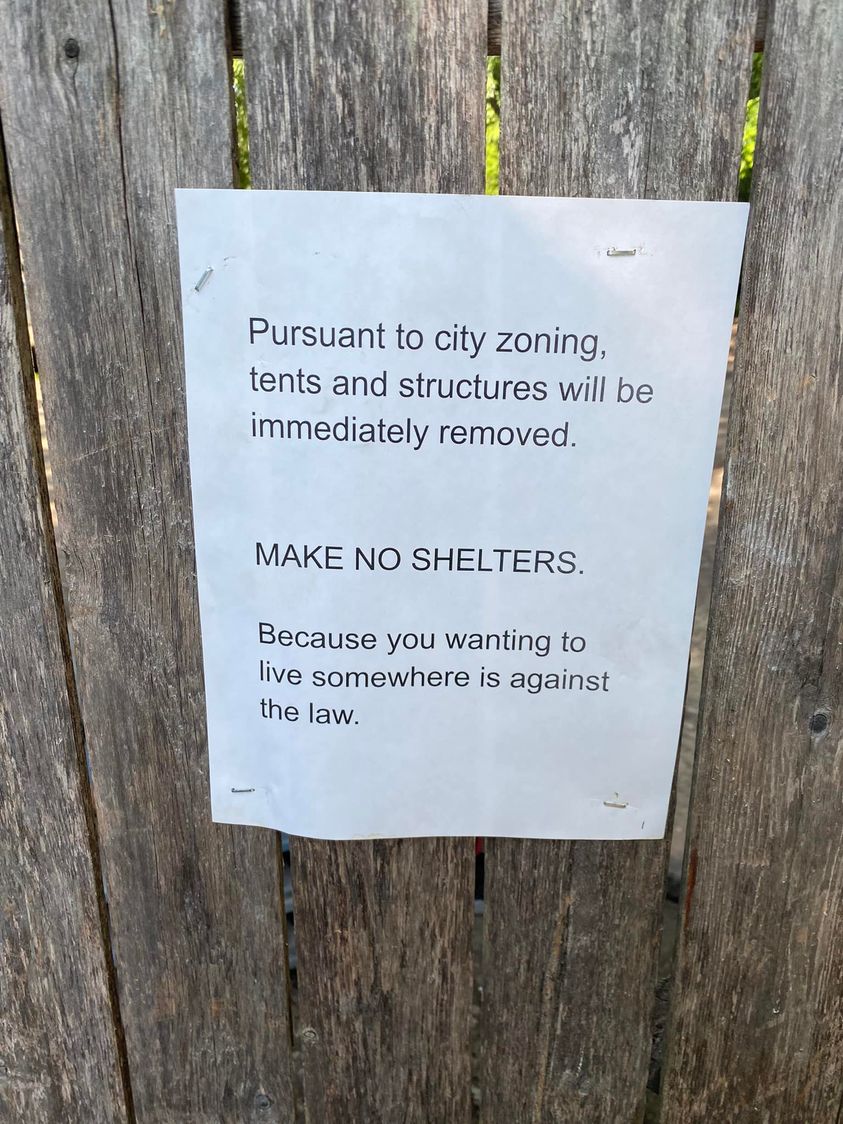 Pursuant to city zoning,
tents and structures will be
immediately removed.
MAKE NO SHELTERS.
Because you wanting to
live somewhere is against
the law.